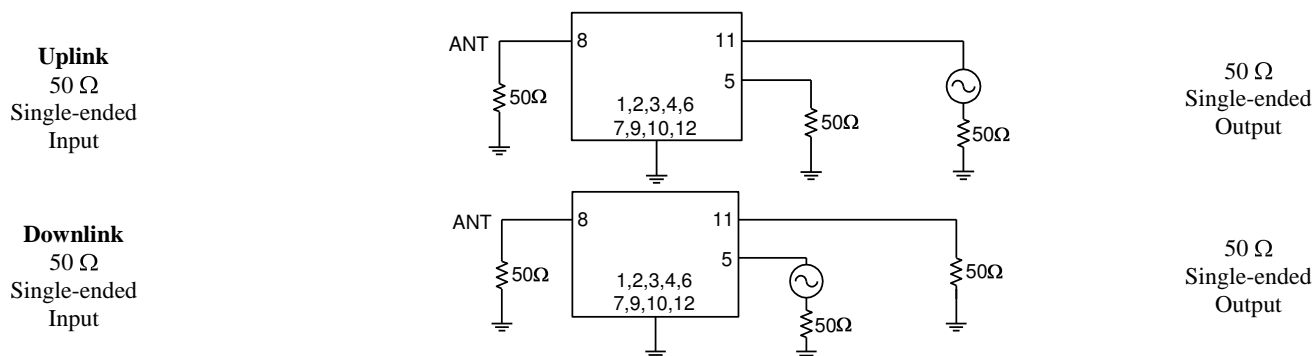 Uplink
50 Ω
Single-ended
Input
ANT
8
11
5
50Ω
1,2,3,4,6
7,9,10,12
50Ω
50Ω
50 Ω
Single-ended
Output
Downlink
50 Ω
Single-ended
Input
ANT
8
11
5
50Ω
1,2,3,4,6
7,9,10,12
50Ω
50Ω
50 Ω
Single-ended
Output